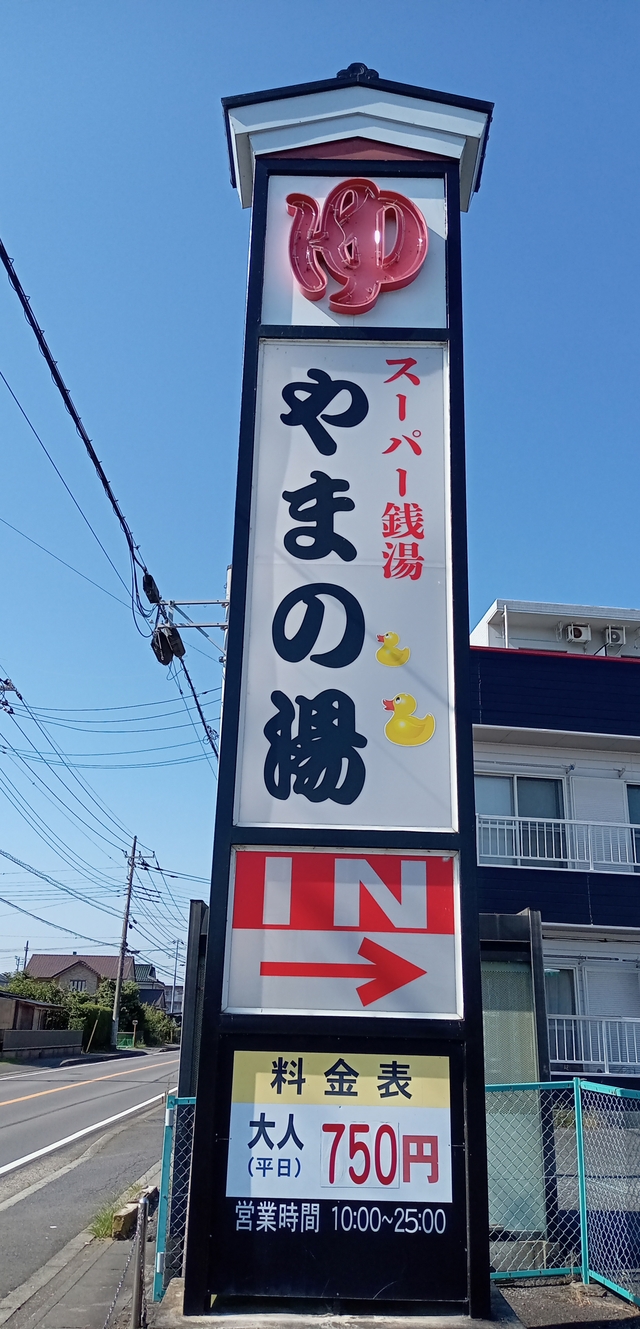 ゆ
スーパー銭湯
やまの湯
IN
料金表
大人
(平日)
750円
営業時間 10:00~25:00